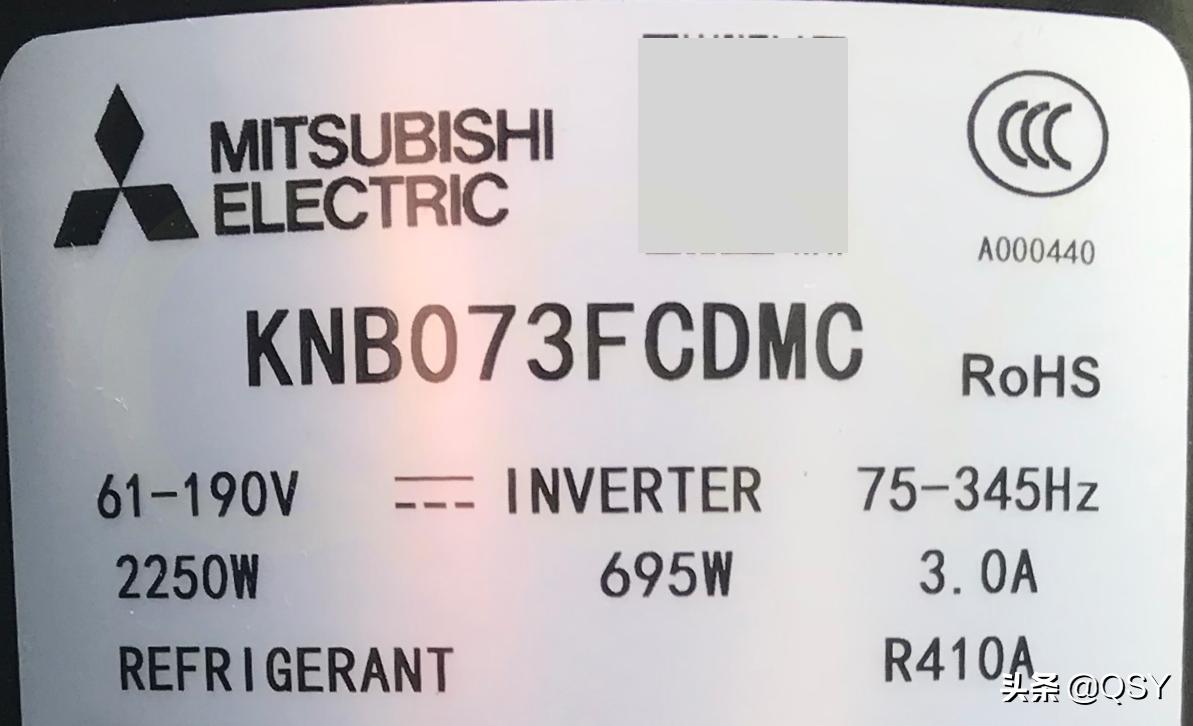 MITSUBISHI
ELECTRIC
CCC
A000440
KNB073FCDMC
RoHS
61-190V INVERTER 75-345Hz
2250W 695W 3.0A
REFRIGERANT R410A
头条 @QSY